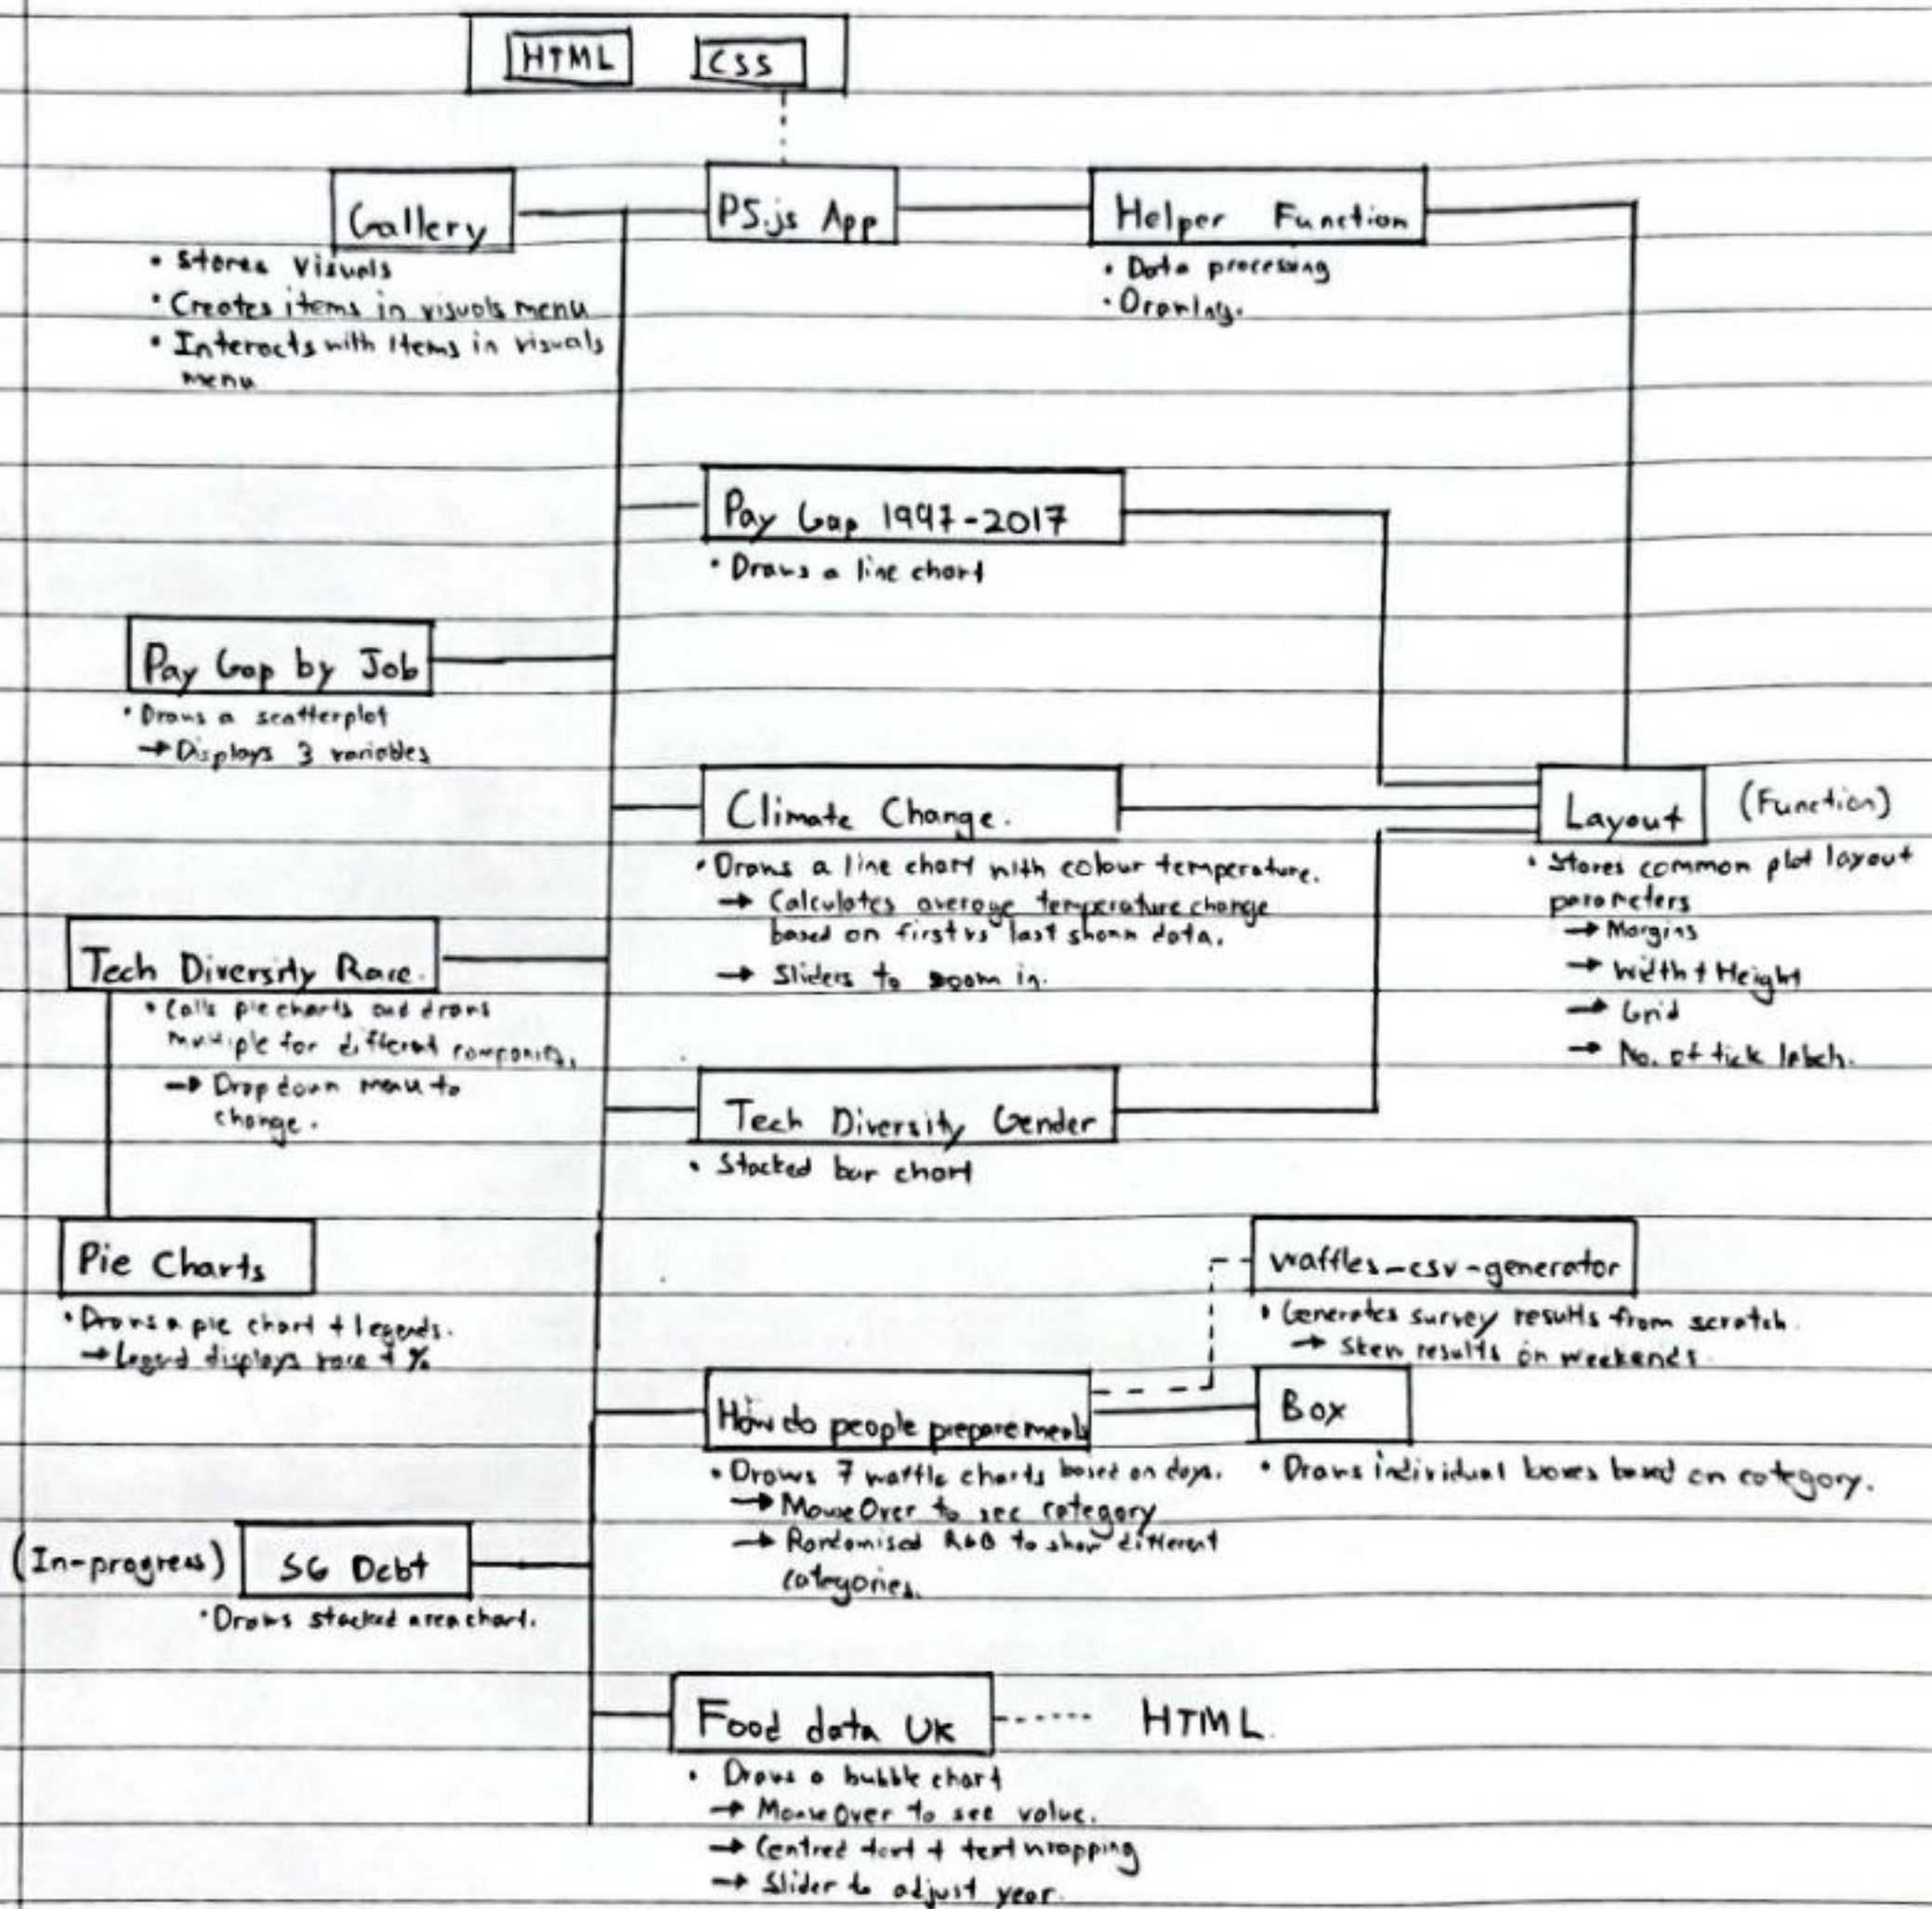 HTML CSS
Gallery
P5.js App
Helper Function
• Stores Visuals
• Creates items in visuals menu
• Interacts with items in visuals
menu
• Data processing
• Drawing.
Pay Gap 1997-2017
• Draws a line chart
Pay Gap by Job
• Draws a scatterplot
→ Displays 3 variables
Climate Change.
• Draws a line chart with colour temperature.
→ Calculates average temperature change
based on first vs last shown data.
→ Sliders to zoom in.
Layout (Function)
• Stores common plot layout
parameters
→ Margins
→ Width + Height
→ Grid
→ No. of tick labels.
Tech Diversity Race.
• Calls pie charts and draws
multiple for different companies.
→ Drop down menu to
change.
Tech Diversity Gender
• Stacked bar chart
Pie Charts
• Draws a pie chart + legends.
→ Legend displays race + %
waffles-csv-generator
• Generates survey results from scratch.
→ Skew results on weekends.
How do people prepare meals
• Draws 7 waffle charts based on days.
→ MouseOver to see category
→ Randomised RGB to show different
categories.
Box
• Draws individual boxes based on category.
(In-progress) SG Debt
• Draws stacked area chart.
Food data UK HTML.
• Draws a bubble chart
→ MouseOver to see value.
→ Centred text + text wrapping
→ Slider to adjust year.